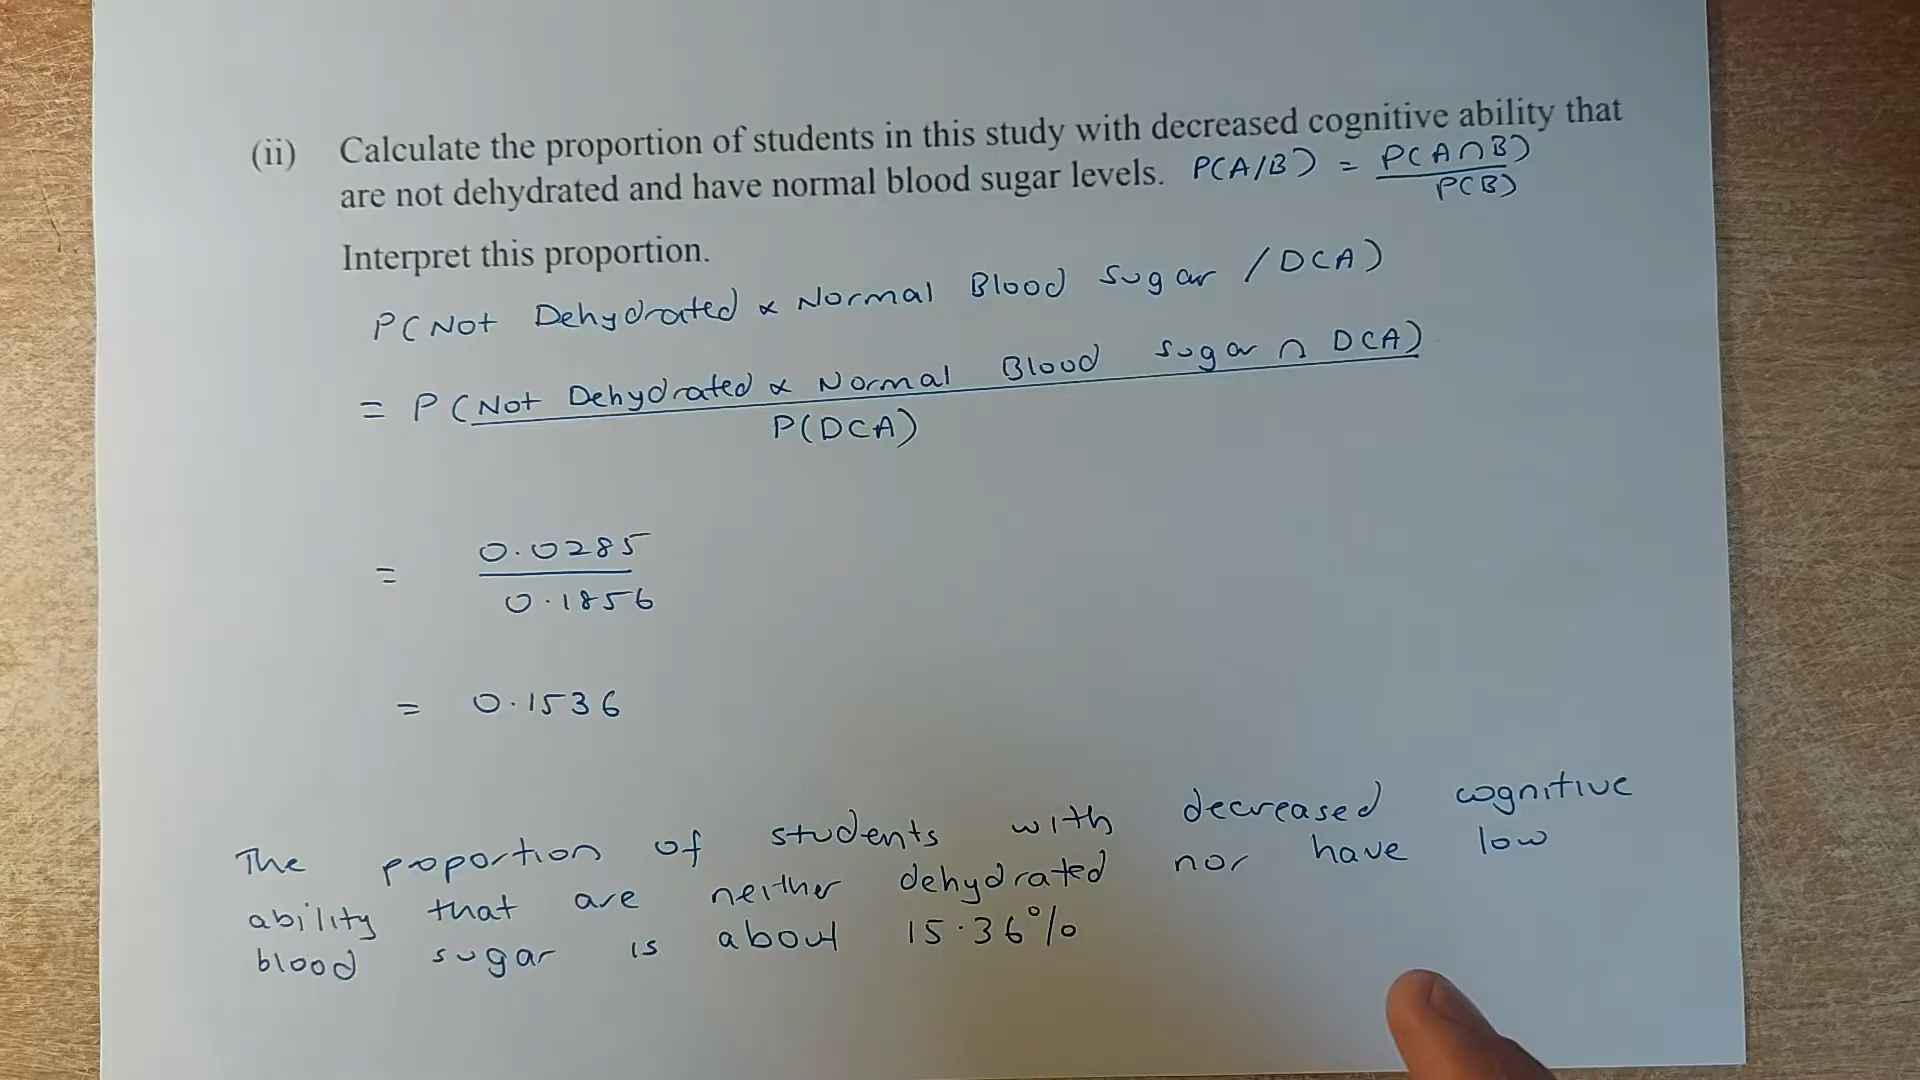 (ii) Calculate the proportion of students in this study with decreased cognitive ability that
are not dehydrated and have normal blood sugar levels. P(A/B) = P(A∩B)
P(B)
Interpret this proportion.
P(Not Dehydrated & Normal Blood Sugar / DCA)
= P(Not Dehydrated & Normal Blood Sugar ∩ DCA)
P(DCA)
= 0.0285
0.1856
= 0.1536
The proportion of students with decreased cognitive
ability that are neither dehydrated nor have low
blood sugar is about 15.36%